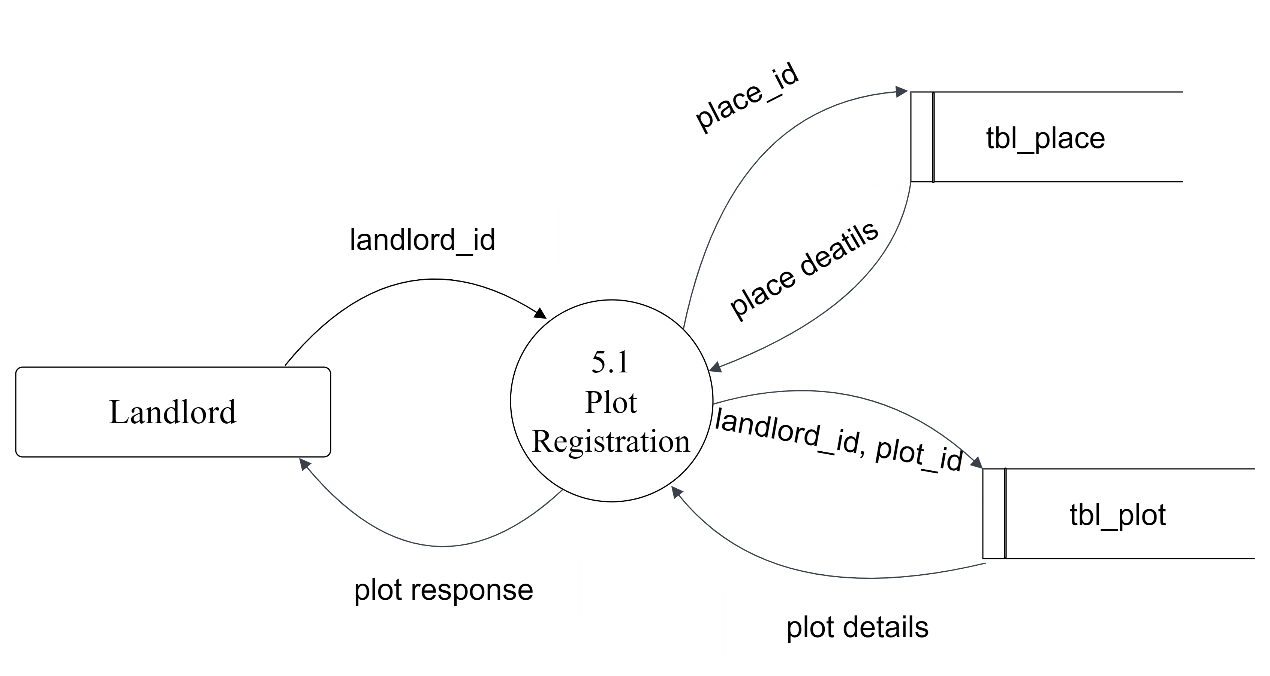 place_id
tbl_place
landlord_id
place deatils
5.1
Plot
Registration
Landlord
landlord_id, plot_id
tbl_plot
plot response
plot details